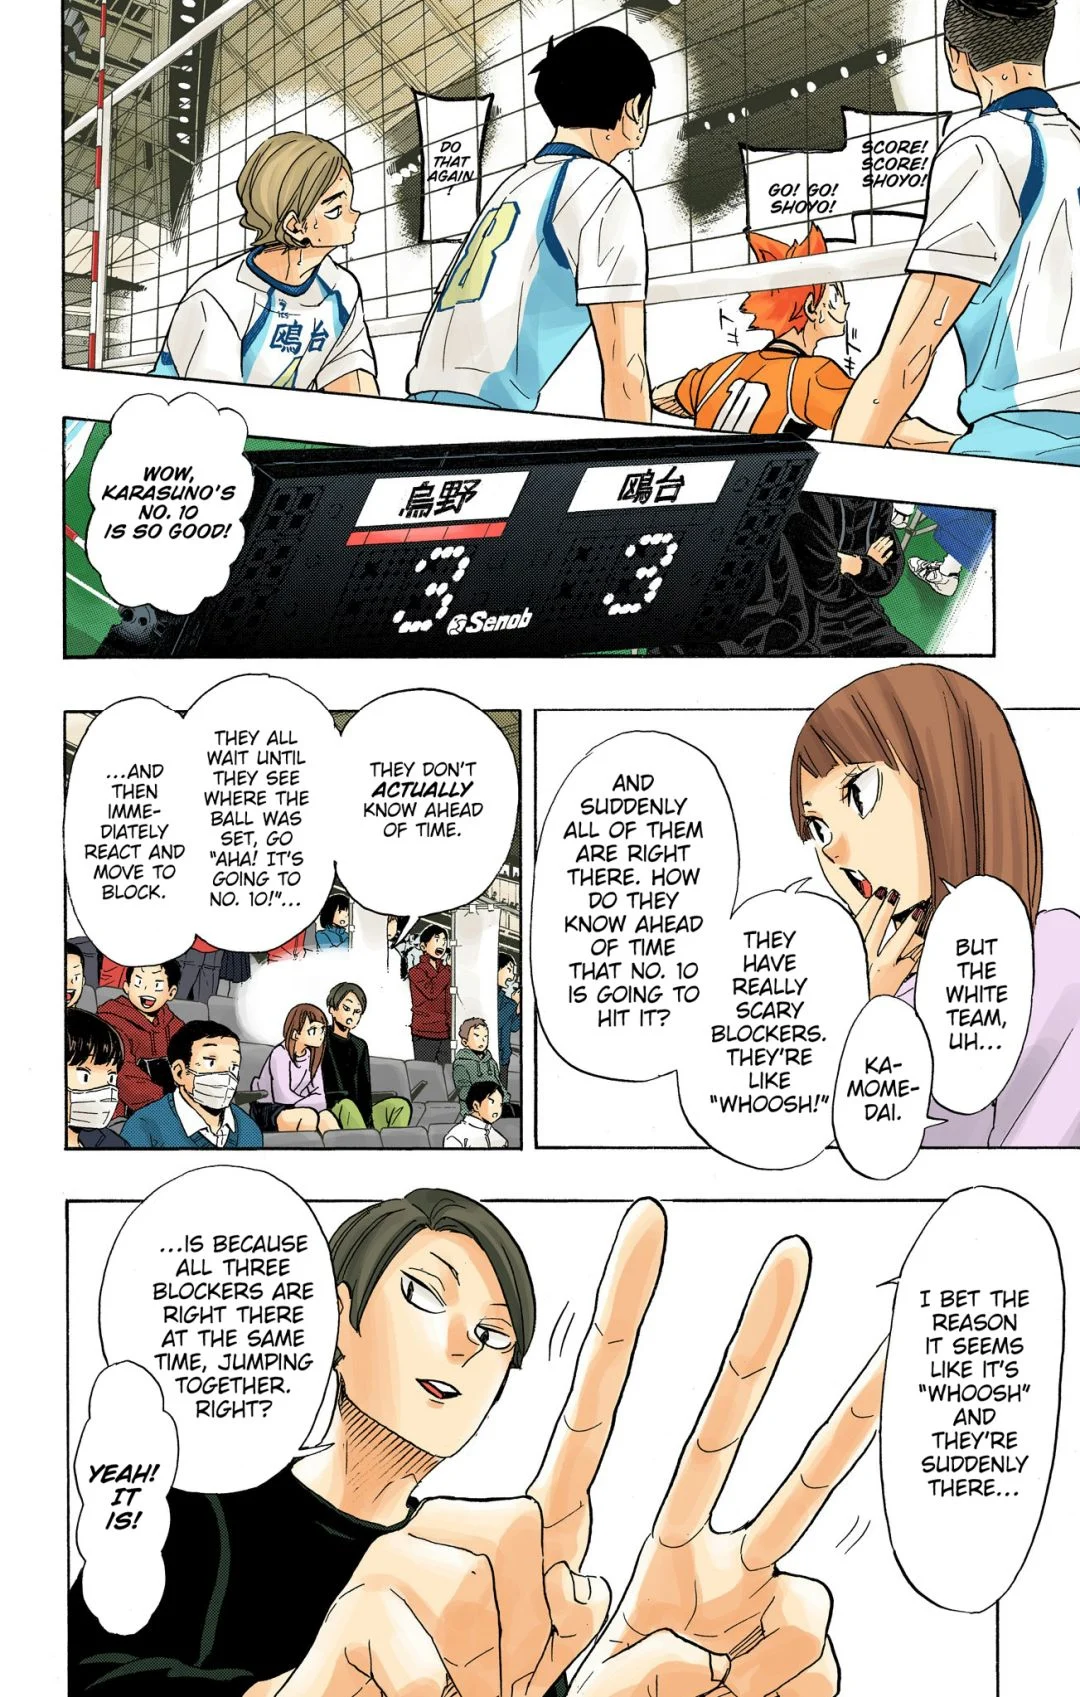 SCORE!
SCORE!
SHOYO!
GO! GO!
SHOYO!
DO
THAT
AGAIN
?
鴎台
10
WOW,
KARASUNO'S
NO. 10
IS SO GOOD!
烏野
鴎台
3
3
Senoh
BUT
THE
WHITE
TEAM,
UH...
KA-
MOME-
DAI.
THEY
HAVE
REALLY
SCARY
BLOCKERS.
THEY'RE
LIKE
"WHOOSH!"
AND
SUDDENLY
ALL OF THEM
ARE RIGHT
THERE. HOW
DO THEY
KNOW AHEAD
OF TIME
THAT NO. 10
IS GOING TO
HIT IT?
THEY DON'T
ACTUALLY
KNOW AHEAD
OF TIME.
THEY ALL
WAIT UNTIL
THEY SEE
WHERE THE
BALL WAS
SET, GO
"AHA! IT'S
GOING TO
NO. 10!"...
...AND
THEN
IMME-
DIATELY
REACT AND
MOVE TO
BLOCK.
I BET THE
REASON
IT SEEMS
LIKE IT'S
"WHOOSH"
AND
THEY'RE
SUDDENLY
THERE...
...IS BECAUSE
ALL THREE
BLOCKERS ARE
RIGHT THERE
AT THE SAME
TIME, JUMPING
TOGETHER.
RIGHT?
YEAH!
IT
IS!